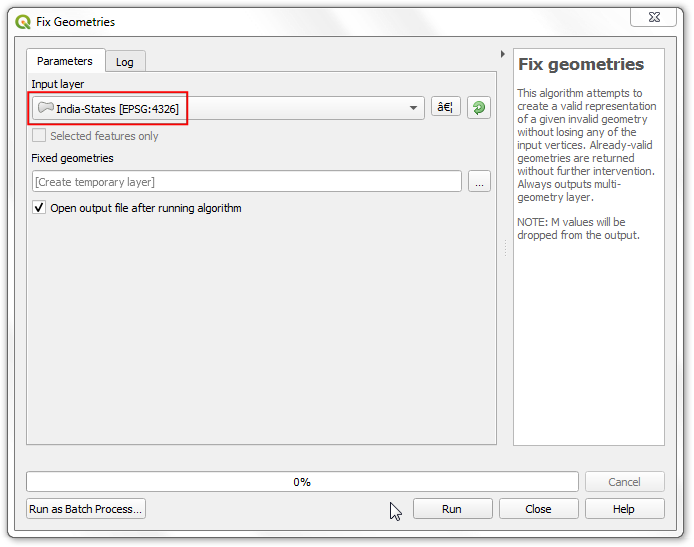 Fix Geometries
Parameters
Log
Input layer
India-States [EPSG:4326]
â€¦
Selected features only
Fixed geometries
[Create temporary layer]
...
Open output file after running algorithm
Fix geometries
This algorithm attempts to
create a valid representation
of a given invalid geometry
without losing any of the
input vertices. Already-valid
geometries are returned
without further intervention.
Always outputs multi-
geometry layer.
NOTE: M values will be
dropped from the output.
0%
Cancel
Run as Batch Process...
Run
Close
Help